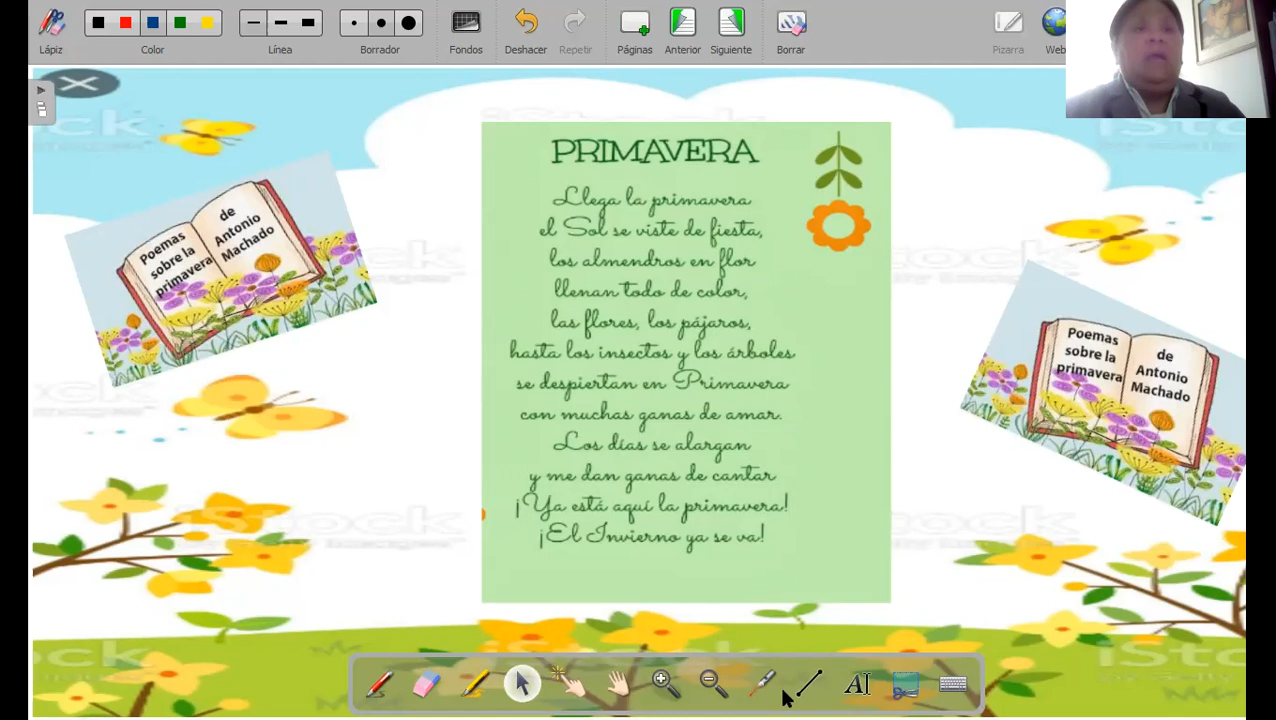 Lápiz
Color
Línea
Borrador
Fondos
Deshacer
Repetir
Páginas
Anterior
Siguiente
Borrar
Pizarra
Web
PRIMAVERA
Llega la primavera
el Sol se viste de fiesta,
los almendros en flor
llenan todo de color,
las flores, los pájaros,
hasta los insectos y los árboles
se despiertan en Primavera
con muchas ganas de amar.
Los días se alargan
y me dan ganas de cantar
¡Ya está aquí la primavera!
¡El Invierno ya se va!
Poemas
sobre la
primavera
de
Antonio
Machado
Poemas
sobre la
primavera
de
Antonio
Machado
iStock
iStock
AI